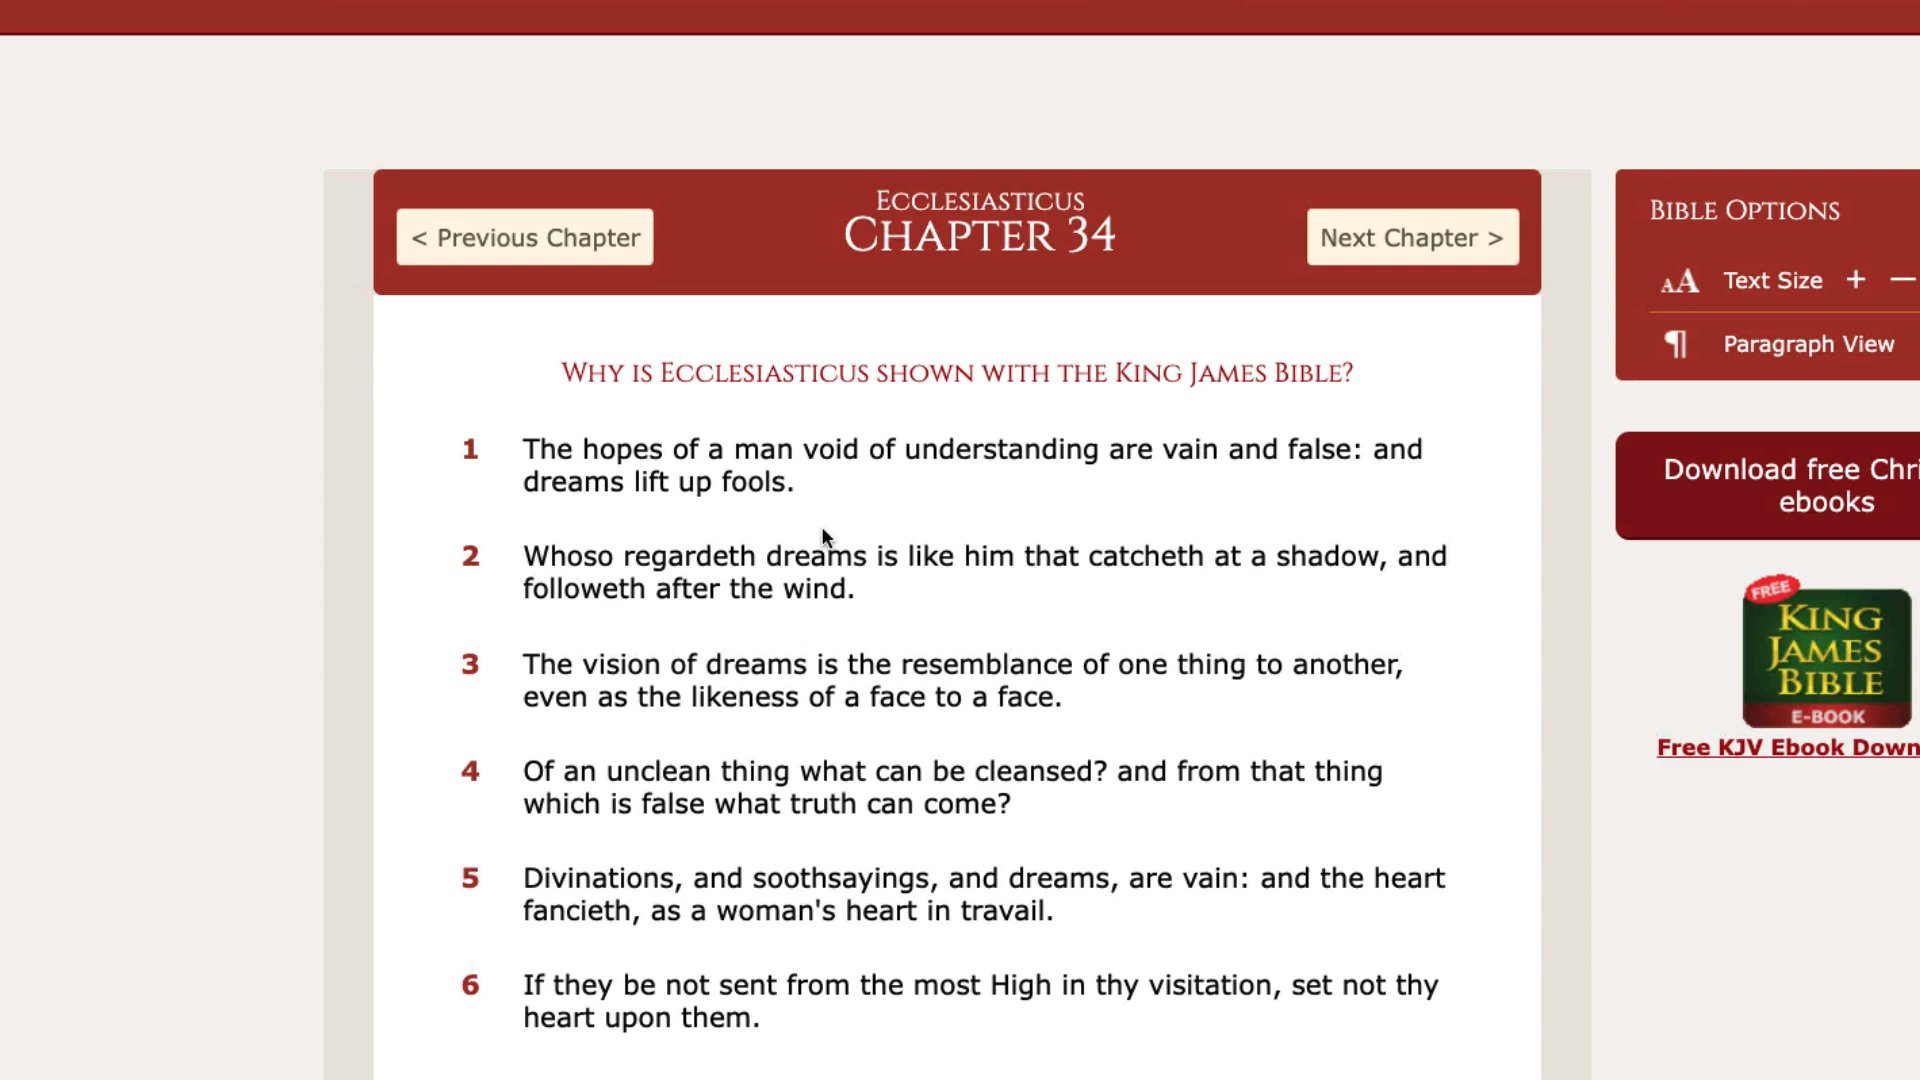 Ecclesiasticus
Chapter 34
< Previous Chapter
Next Chapter >
Why is Ecclesiasticus shown with the King James Bible?
1 The hopes of a man void of understanding are vain and false: and
dreams lift up fools.
2 Whoso regardeth dreams is like him that catcheth at a shadow, and
followeth after the wind.
3 The vision of dreams is the resemblance of one thing to another,
even as the likeness of a face to a face.
4 Of an unclean thing what can be cleansed? and from that thing
which is false what truth can come?
5 Divinations, and soothsayings, and dreams, are vain: and the heart
fancieth, as a woman's heart in travail.
6 If they be not sent from the most High in thy visitation, set not thy
heart upon them.
Bible Options
AA Text Size + −
¶ Paragraph View
Download free Chri
ebooks
FREE
KING
JAMES
BIBLE
E-BOOK
Free KJV Ebook Down